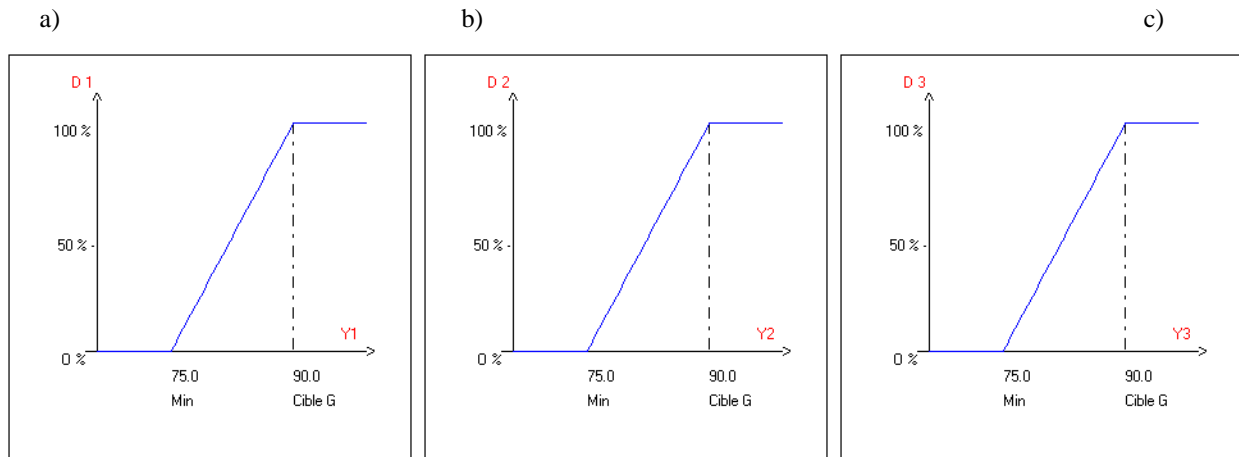 a) b) c)
D 1
100 %
50 %
0 %
Y1
75.0 90.0
Min Cible G
D 2
100 %
50 %
0 %
Y2
75.0 90.0
Min Cible G
D 3
100 %
50 %
0 %
Y3
75.0 90.0
Min Cible G